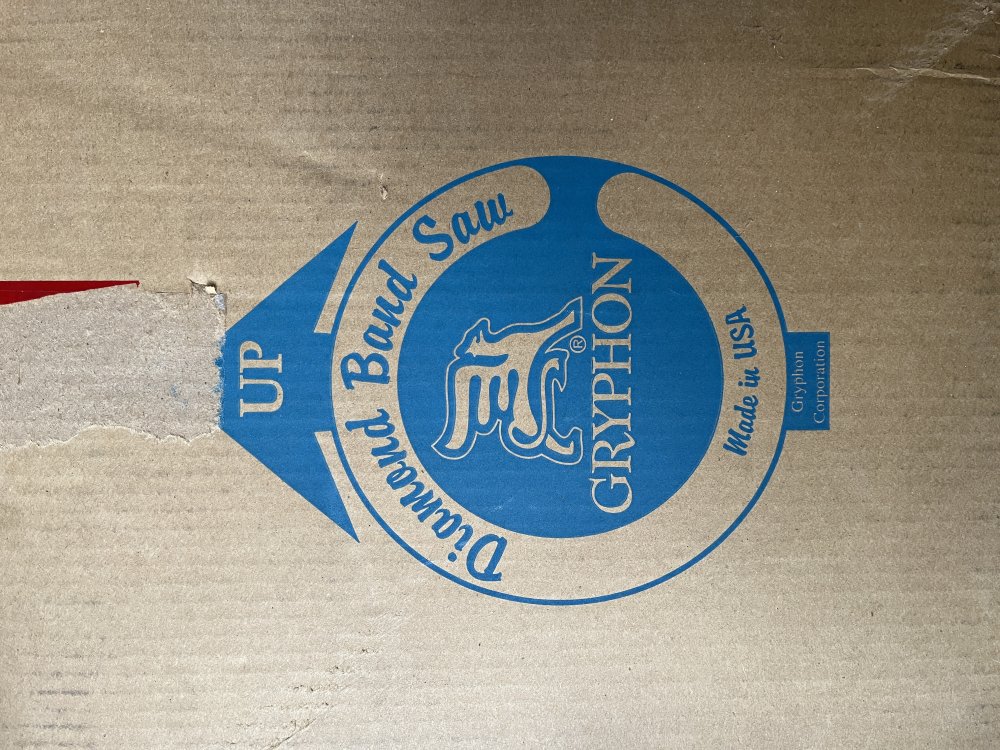 UP
Diamond Band Saw
®
GRYPHON
Made in USA
Gryphon
Corporation